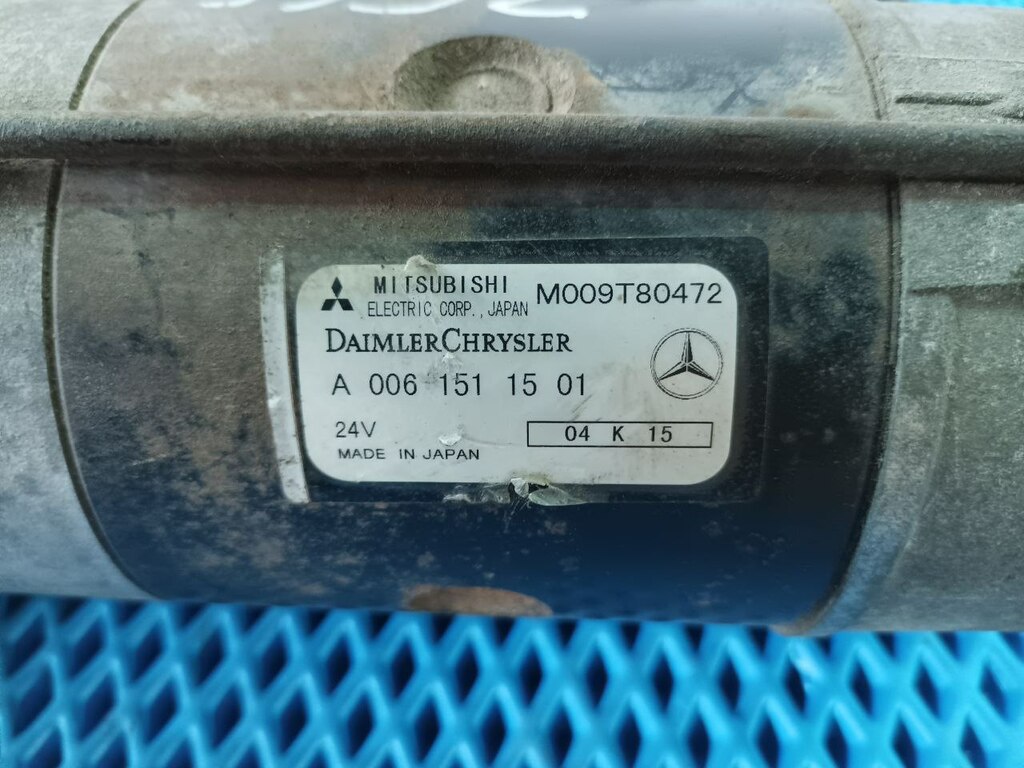 MITSUBISHI
ELECTRIC CORP., JAPAN
M009T80472
DAIMLERCHRYSLER
A 006 151 15 01
24V
04 K 15
MADE IN JAPAN